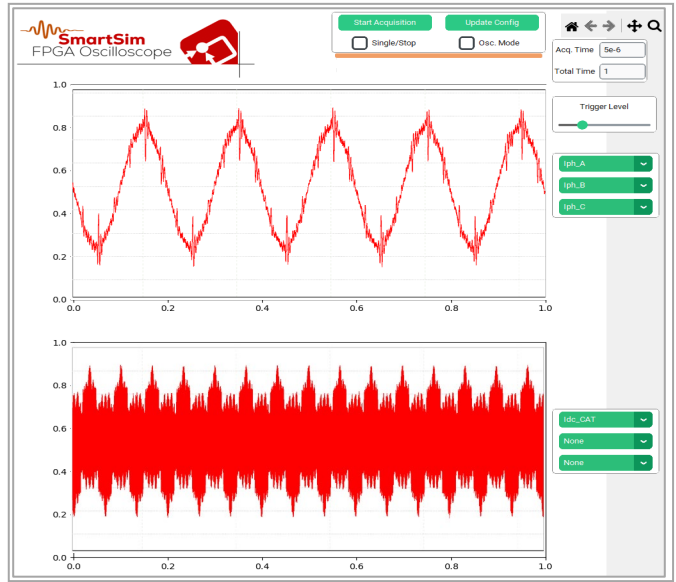 SmartSim
FPGA Oscilloscope
Start Acquisition
Update Config
Single/Stop
Osc. Mode
Acq. Time
5e-6
Total Time
1
Trigger Level
Iph_A
Iph_B
Iph_C
1.0
0.8
0.6
0.4
0.2
0.0
0.0 0.2 0.4 0.6 0.8 1.0
Idc_CAT
None
None
1.0
0.8
0.6
0.4
0.2
0.0
0.0 0.2 0.4 0.6 0.8 1.0